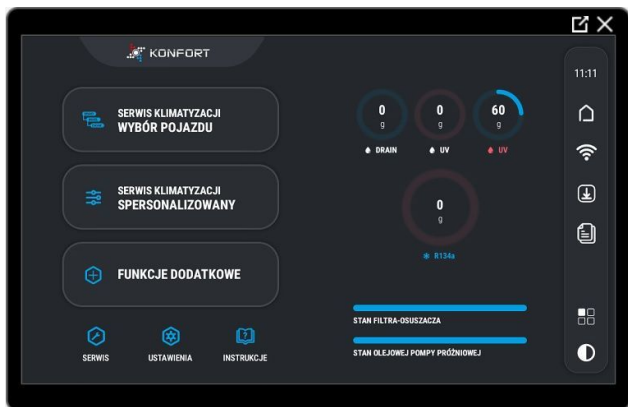 KONFORT
11:11
SERWIS KLIMATYZACJI
WYBÓR POJAZDU
SERWIS KLIMATYZACJI
SPERSONALIZOWANY
FUNKCJE DODATKOWE
SERWIS
USTAWIENIA
INSTRUKCJE
0
g
DRAIN
0
g
UV
60
g
UV
0
g
R134a
STAN FILTRA-OSUSZACZA
STAN OLEJOWEJ POMPY PRÓŻNIOWEJ